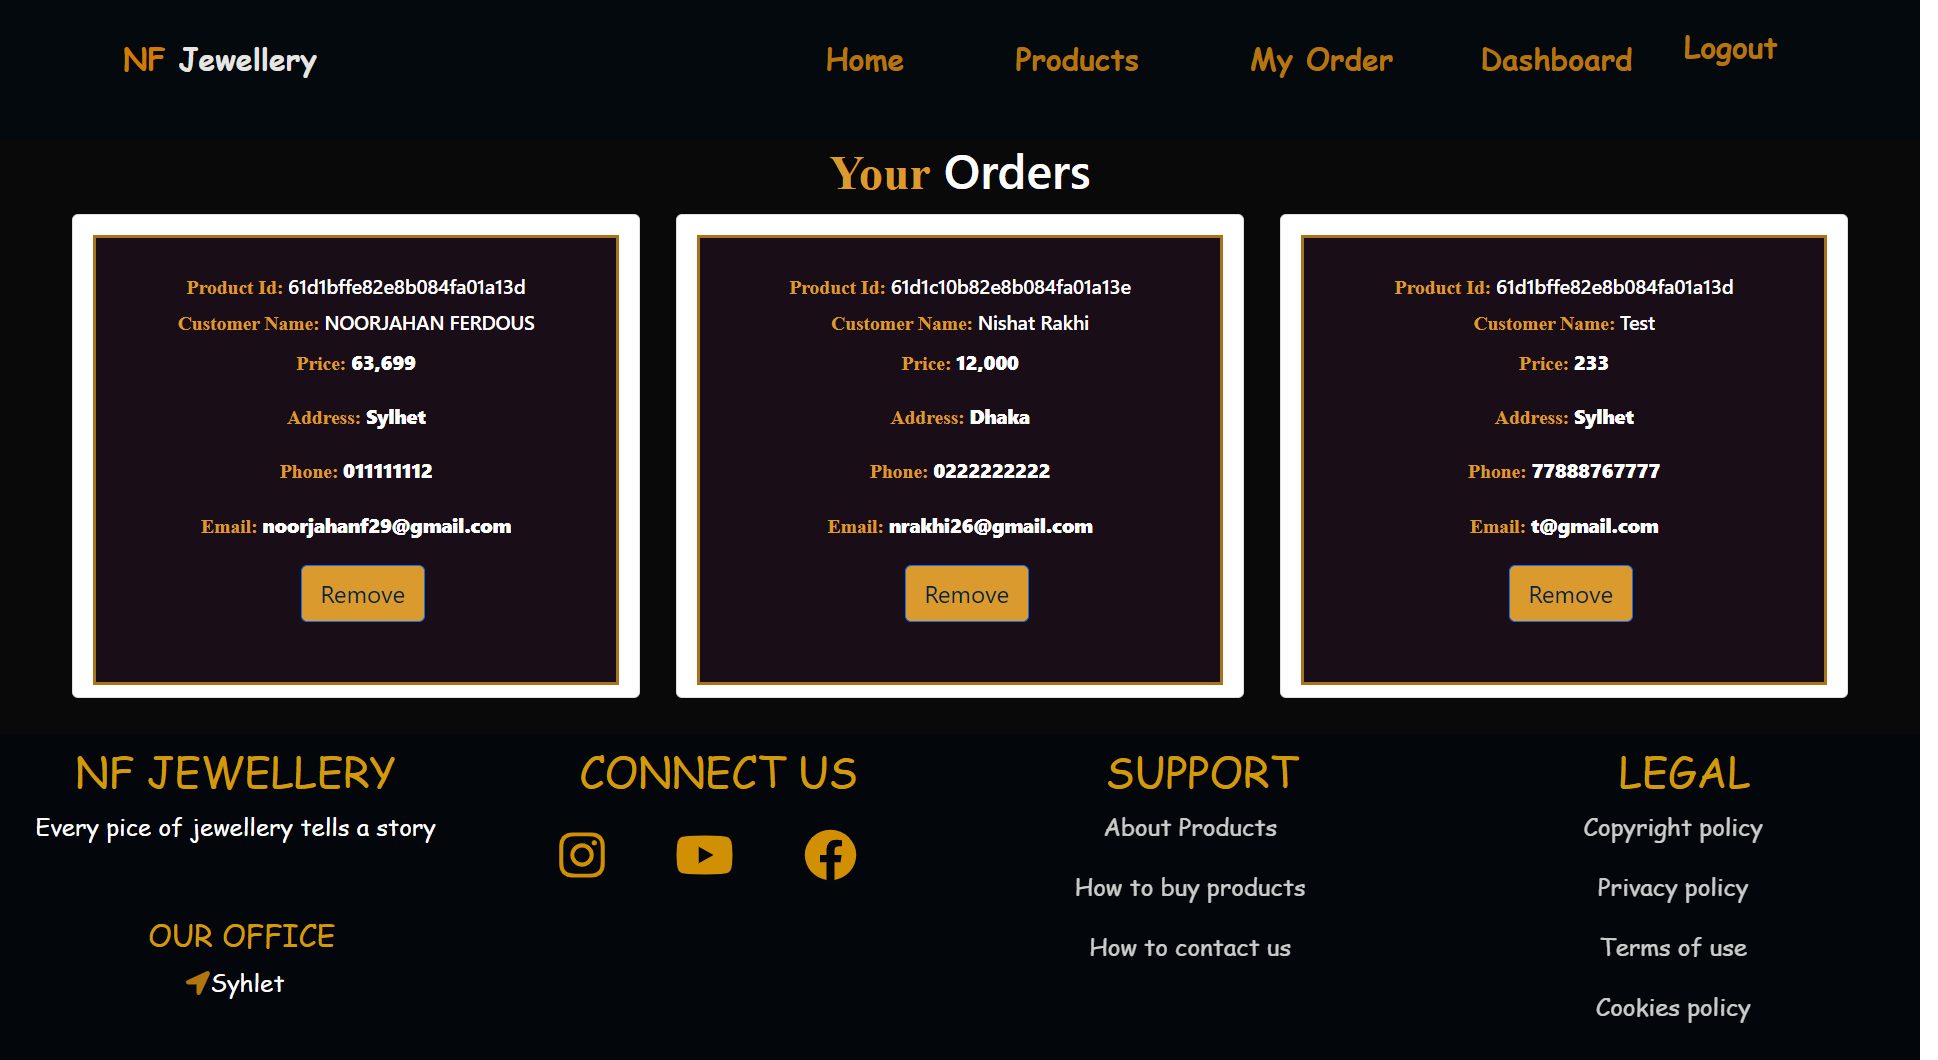 NF Jewellery
Home
Products
My Order
Dashboard
Logout
Your Orders
Product Id: 61d1bffe82e8b084fa01a13d
Customer Name: NOORJAHAN FERDOUS
Price: 63,699
Address: Sylhet
Phone: 011111112
Email: noorjahanf29@gmail.com
Remove
Product Id: 61d1c10b82e8b084fa01a13e
Customer Name: Nishat Rakhi
Price: 12,000
Address: Dhaka
Phone: 0222222222
Email: nrakhi26@gmail.com
Remove
Product Id: 61d1bffe82e8b084fa01a13d
Customer Name: Test
Price: 233
Address: Sylhet
Phone: 77888767777
Email: t@gmail.com
Remove
NF JEWELLERY
Every pice of jewellery tells a story
OUR OFFICE
Syhlet
CONNECT US
SUPPORT
About Products
How to buy products
How to contact us
LEGAL
Copyright policy
Privacy policy
Terms of use
Cookies policy